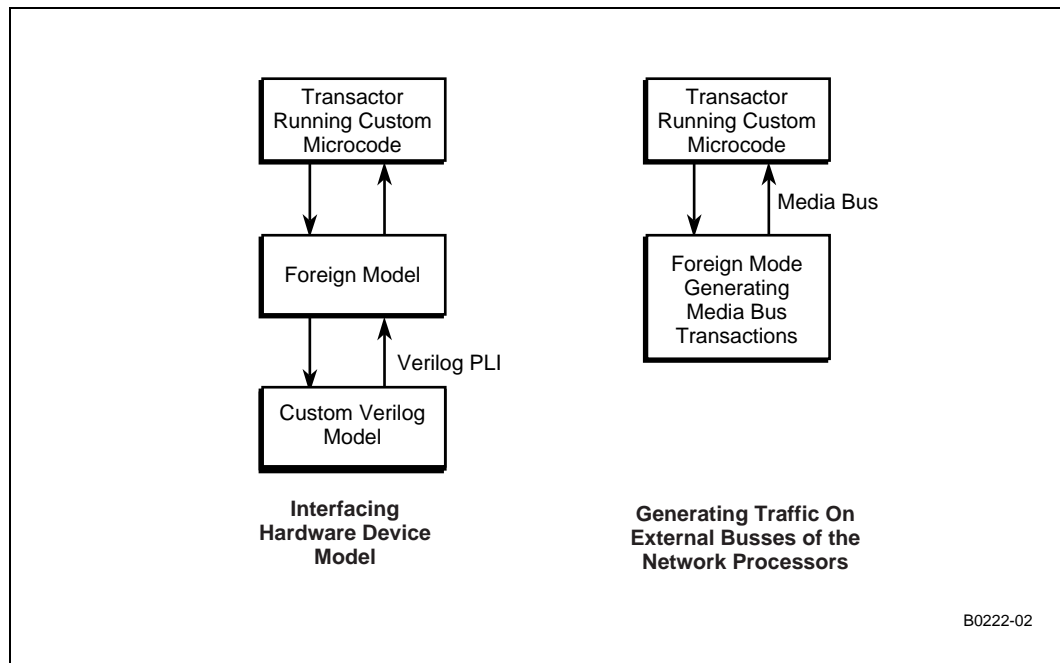 Transactor
Running Custom
Microcode
Foreign Model
Verilog PLI
Custom Verilog
Model
Interfacing
Hardware Device
Model
Transactor
Running Custom
Microcode
Media Bus
Foreign Mode
Generating
Media Bus
Transactions
Generating Traffic On
External Busses of the
Network Processors
B0222-02